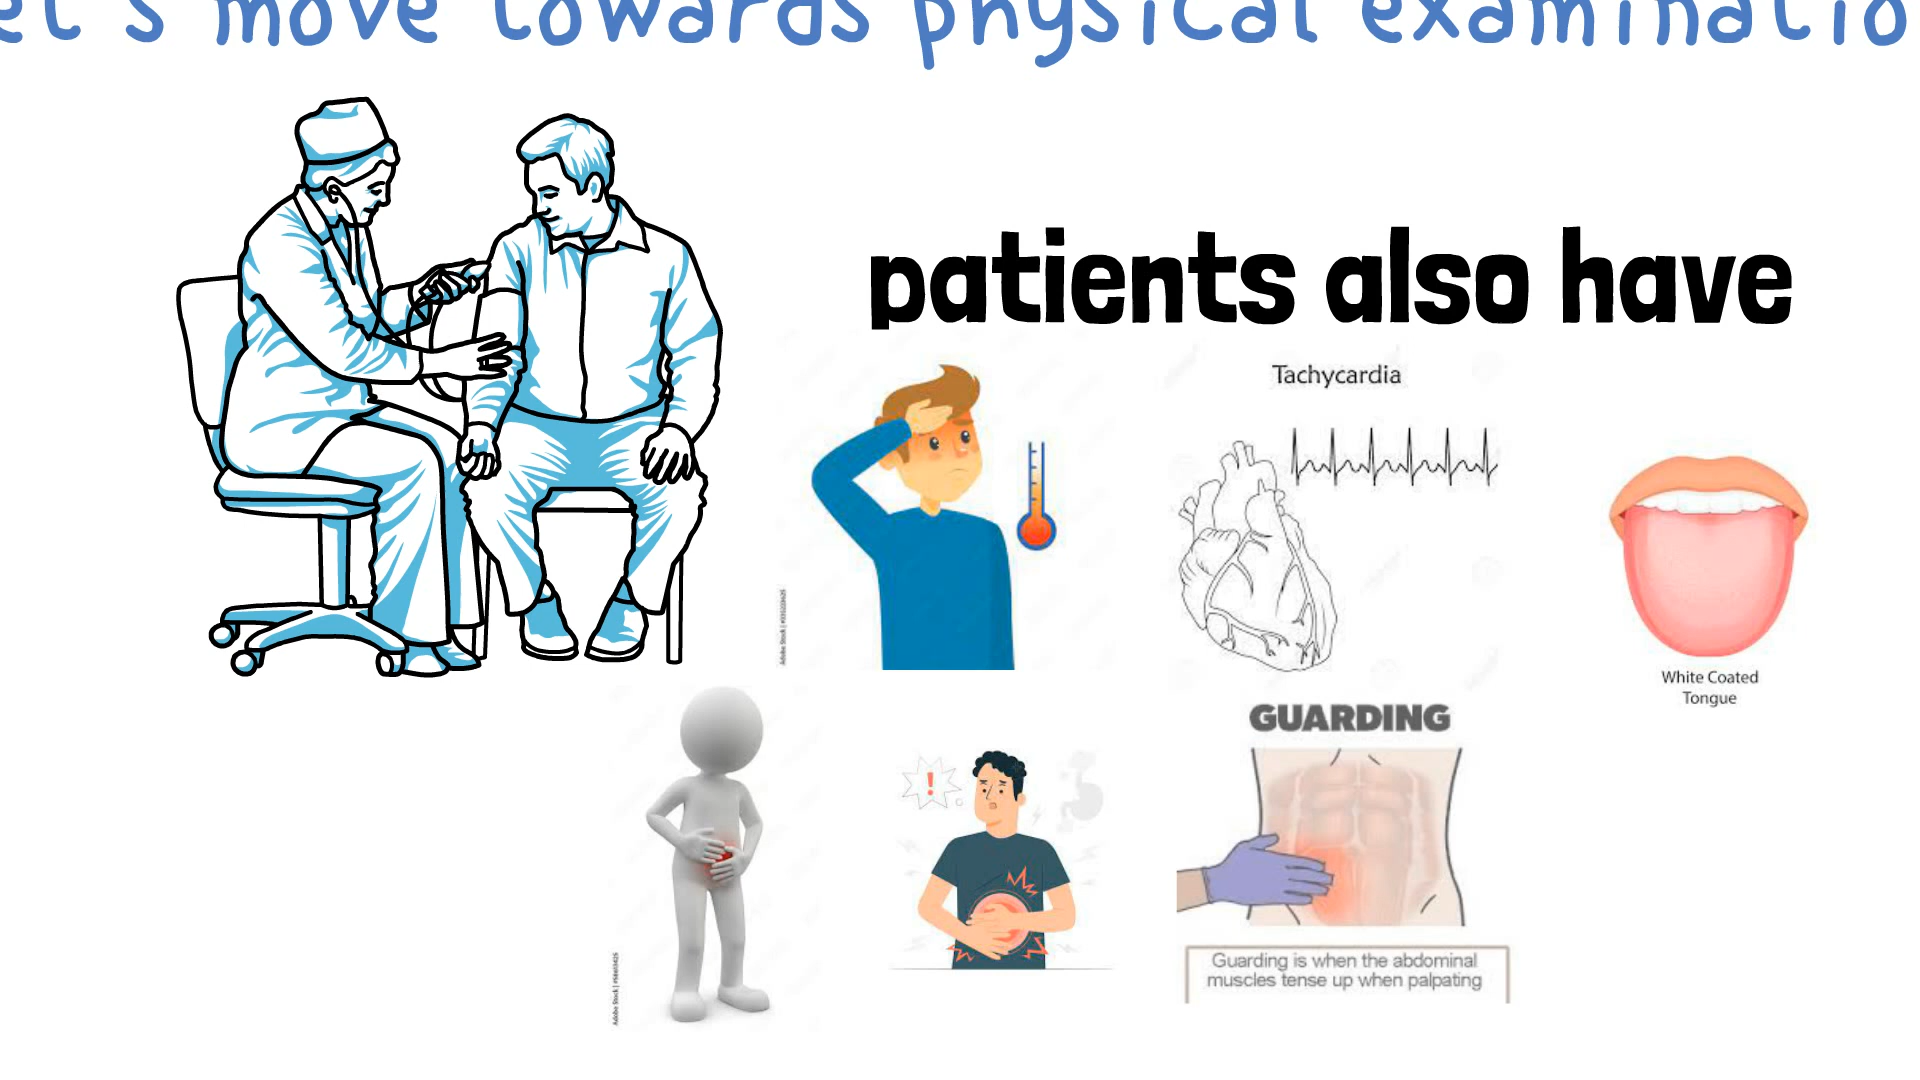 et's move towards physical examinatio
patients also have
Tachycardia
White Coated
Tongue
GUARDING
Guarding is when the abdominal
muscles tense up when palpating